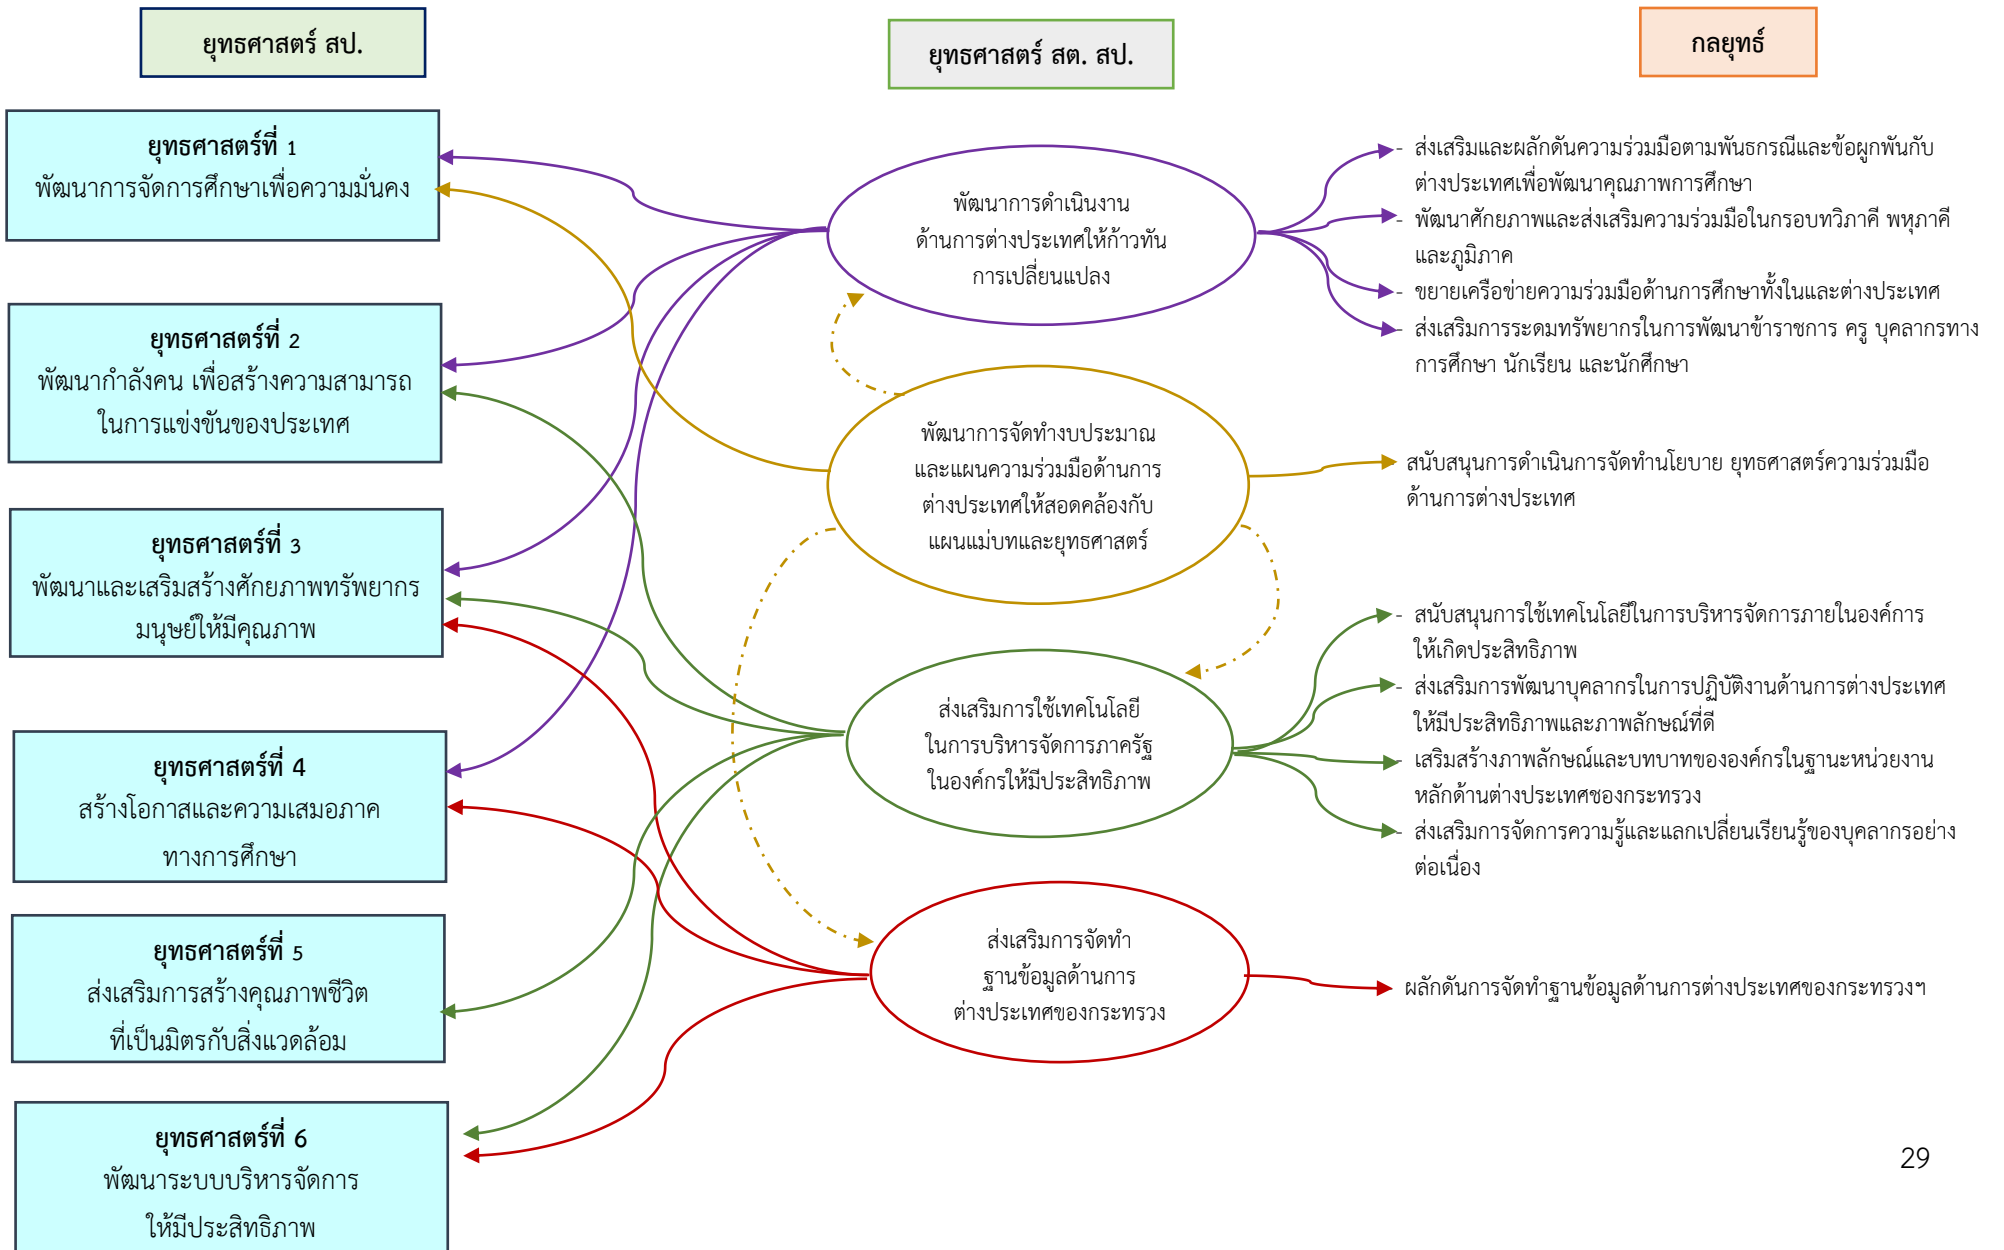 ยุทธศาสตร์ สป.
ยุทธศาสตร์ สต. สป.
กลยุทธ์
ยุทธศาสตร์ที่ 1
พัฒนาการจัดการศึกษาเพื่อความมั่นคง
ยุทธศาสตร์ที่ 2
พัฒนากำลังคน เพื่อสร้างความสามารถ
ในการแข่งขันของประเทศ
ยุทธศาสตร์ที่ 3
พัฒนาและเสริมสร้างศักยภาพทรัพยากร
มนุษย์ให้มีคุณภาพ
ยุทธศาสตร์ที่ 4
สร้างโอกาสและความเสมอภาค
ทางการศึกษา
ยุทธศาสตร์ที่ 5
ส่งเสริมการสร้างคุณภาพชีวิต
ที่เป็นมิตรกับสิ่งแวดล้อม
ยุทธศาสตร์ที่ 6
พัฒนาระบบบริหารจัดการ
ให้มีประสิทธิภาพ
พัฒนาการดำเนินงาน
ด้านการต่างประเทศให้ก้าวทัน
การเปลี่ยนแปลง
พัฒนาการจัดทำงบประมาณ
และแผนความร่วมมือด้านการ
ต่างประเทศให้สอดคล้องกับ
แผนแม่บทและยุทธศาสตร์
ส่งเสริมการใช้เทคโนโลยี
ในการบริหารจัดการภาครัฐ
ในองค์กรให้มีประสิทธิภาพ
ส่งเสริมการจัดทำ
ฐานข้อมูลด้านการ
ต่างประเทศของกระทรวง
- ส่งเสริมและผลักดันความร่วมมือตามพันธกรณีและข้อผูกพันกับ
ต่างประเทศเพื่อพัฒนาคุณภาพการศึกษา
- พัฒนาศักยภาพและส่งเสริมความร่วมมือในกรอบทวิภาคี พหุภาคี
และภูมิภาค
- ขยายเครือข่ายความร่วมมือด้านการศึกษาทั้งในและต่างประเทศ
- ส่งเสริมการระดมทรัพยากรในการพัฒนาข้าราชการ ครู บุคลากรทาง
การศึกษา นักเรียน และนักศึกษา
สนับสนุนการดำเนินการจัดทำนโยบาย ยุทธศาสตร์ความร่วมมือ
ด้านการต่างประเทศ
- สนับสนุนการใช้เทคโนโลยีในการบริหารจัดการภายในองค์การ
ให้เกิดประสิทธิภาพ
- ส่งเสริมการพัฒนาบุคลากรในการปฏิบัติงานด้านการต่างประเทศ
ให้มีประสิทธิภาพและภาพลักษณ์ที่ดี
- เสริมสร้างภาพลักษณ์และบทบาทขององค์กรในฐานะหน่วยงาน
หลักด้านต่างประเทศชองกระทรวง
- ส่งเสริมการจัดการความรู้และแลกเปลี่ยนเรียนรู้ของบุคลากรอย่าง
ต่อเนื่อง
ผลักดันการจัดทำฐานข้อมูลด้านการต่างประเทศของกระทรวงฯ
29